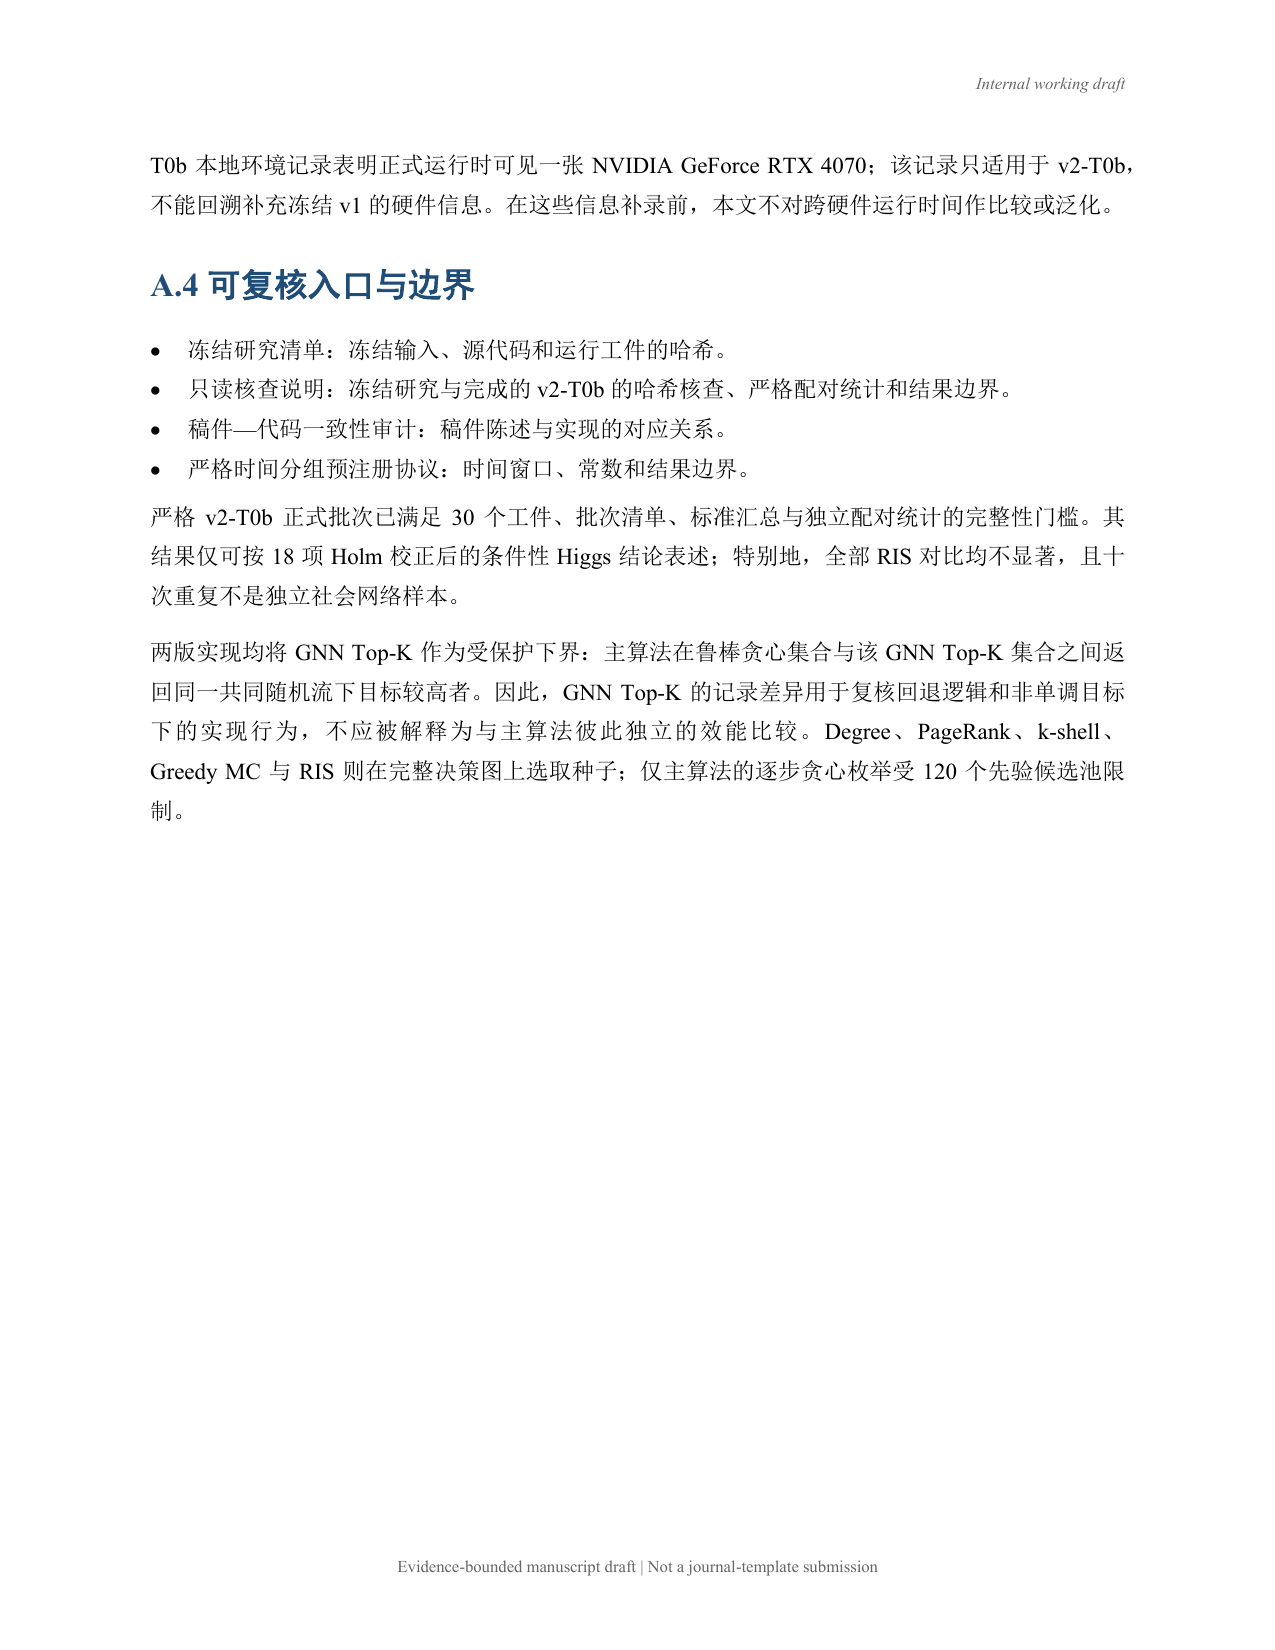 Internal working draft
T0b 本地环境记录表明正式运行时可见一张 NVIDIA GeForce RTX 4070；该记录只适用于 v2-T0b，
不能回溯补充冻结 v1 的硬件信息。在这些信息补录前，本文不对跨硬件运行时间作比较或泛化。
A.4 可复核入口与边界
• 冻结研究清单：冻结输入、源代码和运行工件的哈希。
• 只读核查说明：冻结研究与完成的 v2-T0b 的哈希核查、严格配对统计和结果边界。
• 稿件—代码一致性审计：稿件陈述与实现的对应关系。
• 严格时间分组预注册协议：时间窗口、常数和结果边界。
严格 v2-T0b 正式批次已满足 30 个工件、批次清单、标准汇总与独立配对统计的完整性门槛。其
结果仅可按 18 项 Holm 校正后的条件性 Higgs 结论表述；特别地，全部 RIS 对比均不显著，且十
次重复不是独立社会网络样本。
两版实现均将 GNN Top-K 作为受保护下界：主算法在鲁棒贪心集合与该 GNN Top-K 集合之间返
回同一共同随机流下目标较高者。因此，GNN Top-K 的记录差异用于复核回退逻辑和非单调目标
下的实现行为，不应被解释为与主算法彼此独立的效能比较。Degree、PageRank、k-shell、
Greedy MC 与 RIS 则在完整决策图上选取种子；仅主算法的逐步贪心枚举受 120 个先验候选池限
制。
Evidence-bounded manuscript draft | Not a journal-template submission